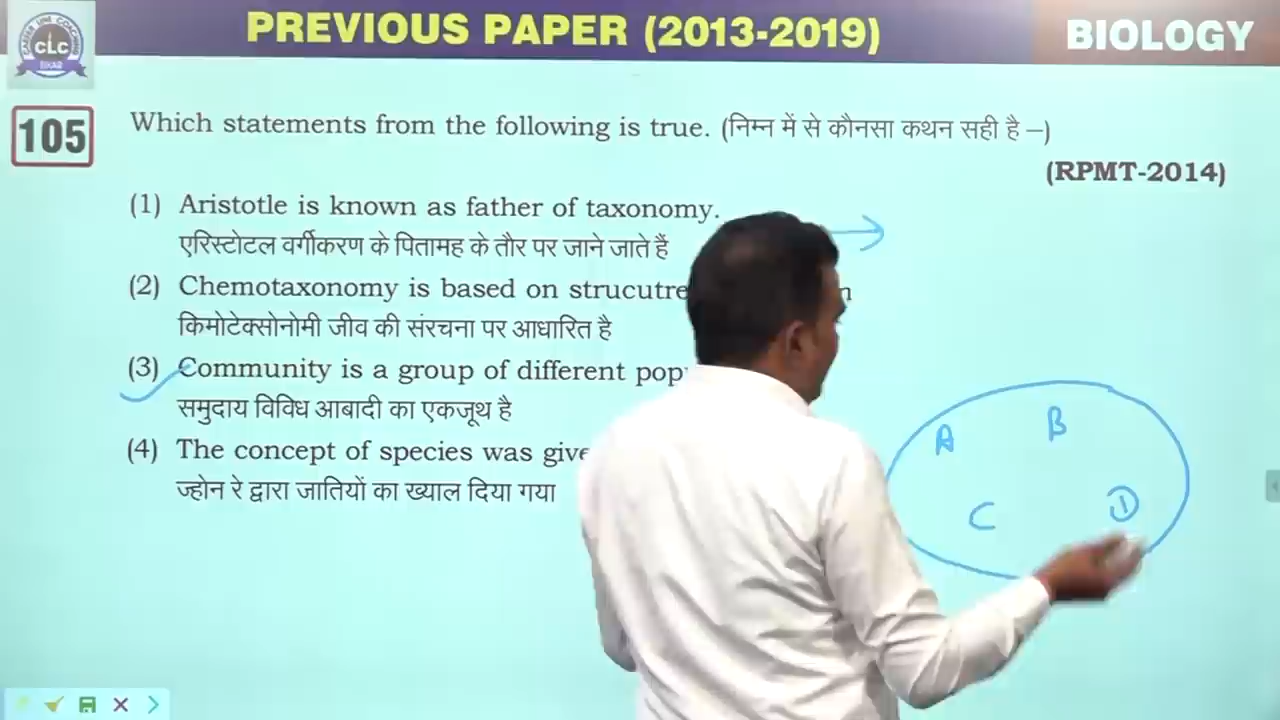 PREVIOUS PAPER (2013-2019)
BIOLOGY
CLC
SIKAR
105
Which statements from the following is true. (निम्न में से कौनसा कथन सही है –)
(RPMT-2014)
(1) Aristotle is known as father of taxonomy.
एरिस्टोटल वर्गीकरण के पितामह के तौर पर जाने जाते हैं
(2) Chemotaxonomy is based on strucutre
किमोटेक्सोनोमी जीव की संरचना पर आधारित है
(3) Community is a group of different
समुदाय विविध आबादी का एकजूथ है
(4) The concept of species was
ज्होन रे द्वारा जातियों का ख्याल दिया गया
A B
C D